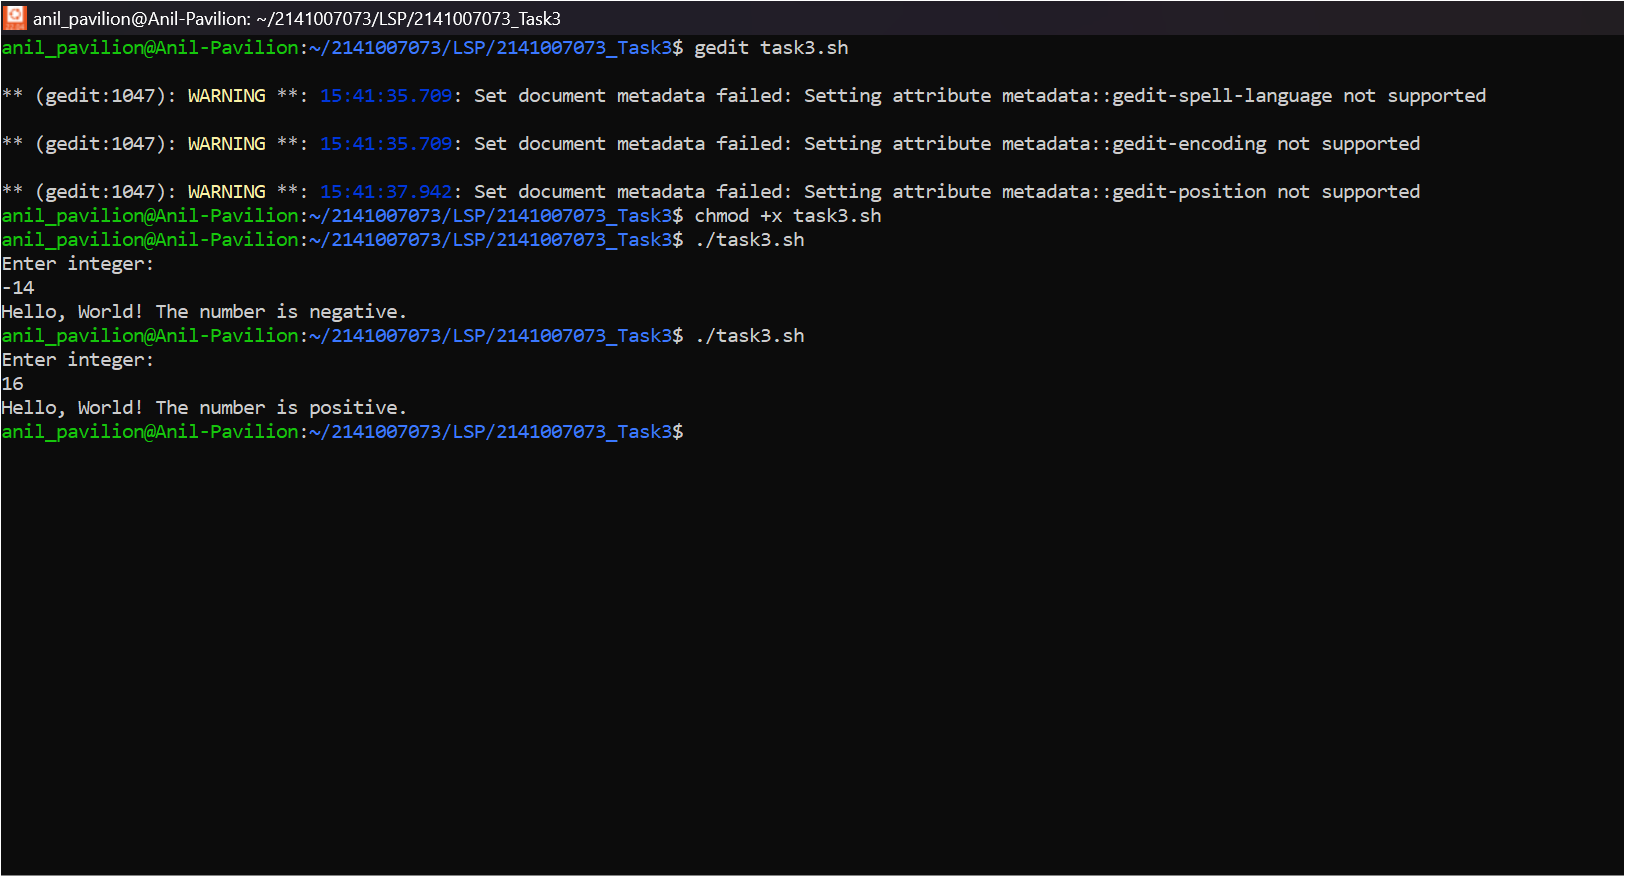 anil_pavilion@Anil-Pavilion: ~/2141007073/LSP/2141007073_Task3
anil_pavilion@Anil-Pavilion:~/2141007073/LSP/2141007073_Task3$ gedit task3.sh
** (gedit:1047): WARNING **: 15:41:35.709: Set document metadata failed: Setting attribute metadata::gedit-spell-language not supported
** (gedit:1047): WARNING **: 15:41:35.709: Set document metadata failed: Setting attribute metadata::gedit-encoding not supported
** (gedit:1047): WARNING **: 15:41:37.942: Set document metadata failed: Setting attribute metadata::gedit-position not supported
anil_pavilion@Anil-Pavilion:~/2141007073/LSP/2141007073_Task3$ chmod +x task3.sh
anil_pavilion@Anil-Pavilion:~/2141007073/LSP/2141007073_Task3$ ./task3.sh
Enter integer:
-14
Hello, World! The number is negative.
anil_pavilion@Anil-Pavilion:~/2141007073/LSP/2141007073_Task3$ ./task3.sh
Enter integer:
16
Hello, World! The number is positive.
anil_pavilion@Anil-Pavilion:~/2141007073/LSP/2141007073_Task3$